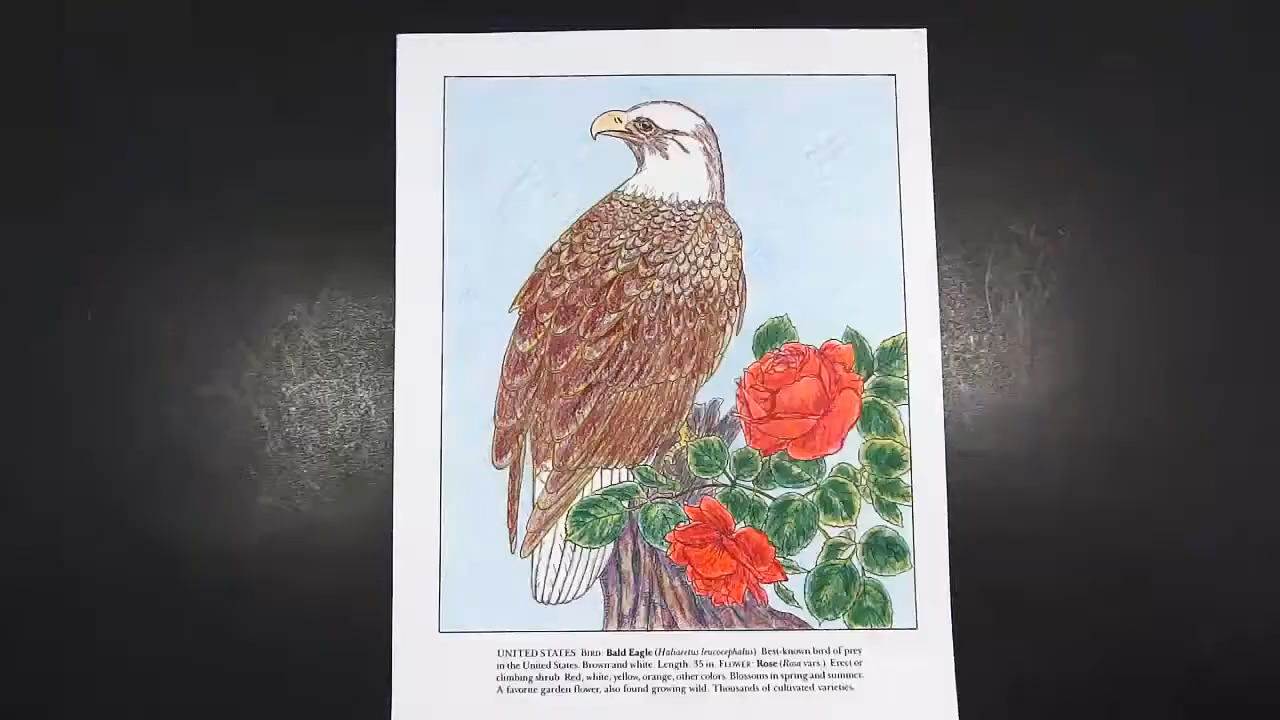 UNITED STATES BIRD: Bald Eagle (Haliaeetus leucocephalus) Best-known bird of prey
in the United States. Brown and white. Length: 35 in. FLOWER: Rose (Rosa vars.) Erect or
climbing shrub. Red, white, yellow, orange, other colors. Blossoms in spring and summer.
A favorite garden flower, also found growing wild. Thousands of cultivated varieties.